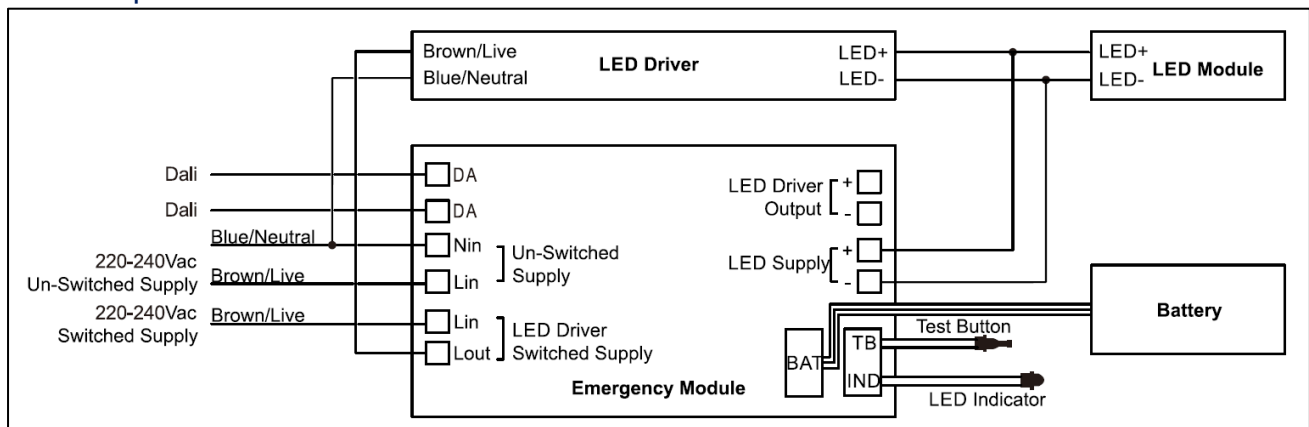 Brown/Live
Blue/Neutral
LED Driver
LED+
LED-
LED+
LED-
LED Module
Dali
Dali
Blue/Neutral
220-240Vac
Un-Switched Supply
Brown/Live
220-240Vac
Switched Supply
Brown/Live
DA
DA
Nin
Lin
Un-Switched
Supply
Lin
Lout
LED Driver
Switched Supply
LED Driver
Output
+
-
LED Supply
+
-
Emergency Module
BAT
TB
IND
Battery
Test Button
LED Indicator